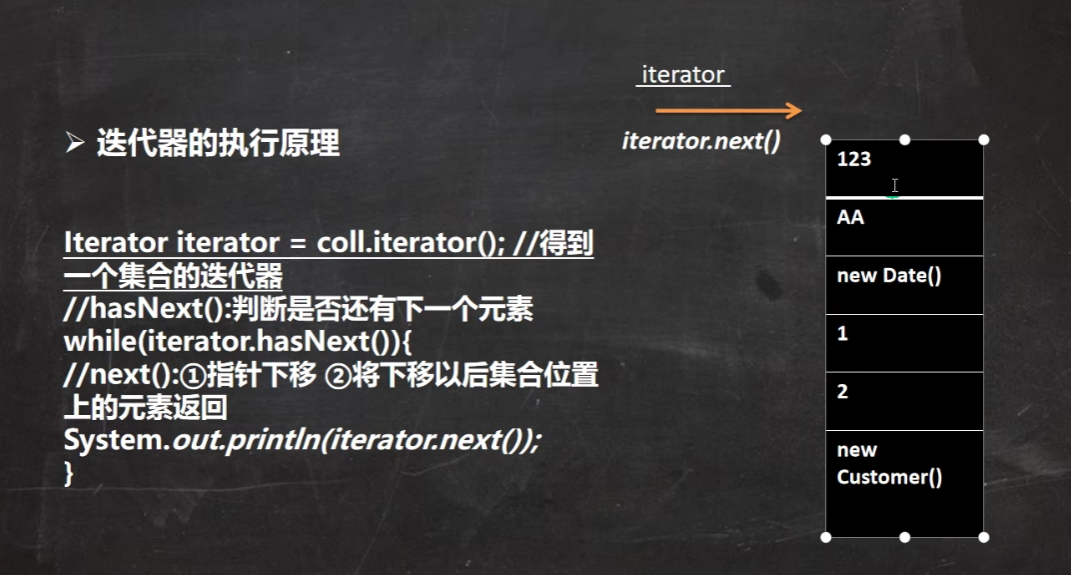 iterator
iterator.next()
迭代器的执行原理
Iterator iterator = coll.iterator(); //得到
一个集合的迭代器
//hasNext():判断是否还有下一个元素
while(iterator.hasNext()){
//next():①指针下移 ②将下移以后集合位置
上的元素返回
System.out.println(iterator.next());
}
123
AA
new Date()
1
2
new
Customer()